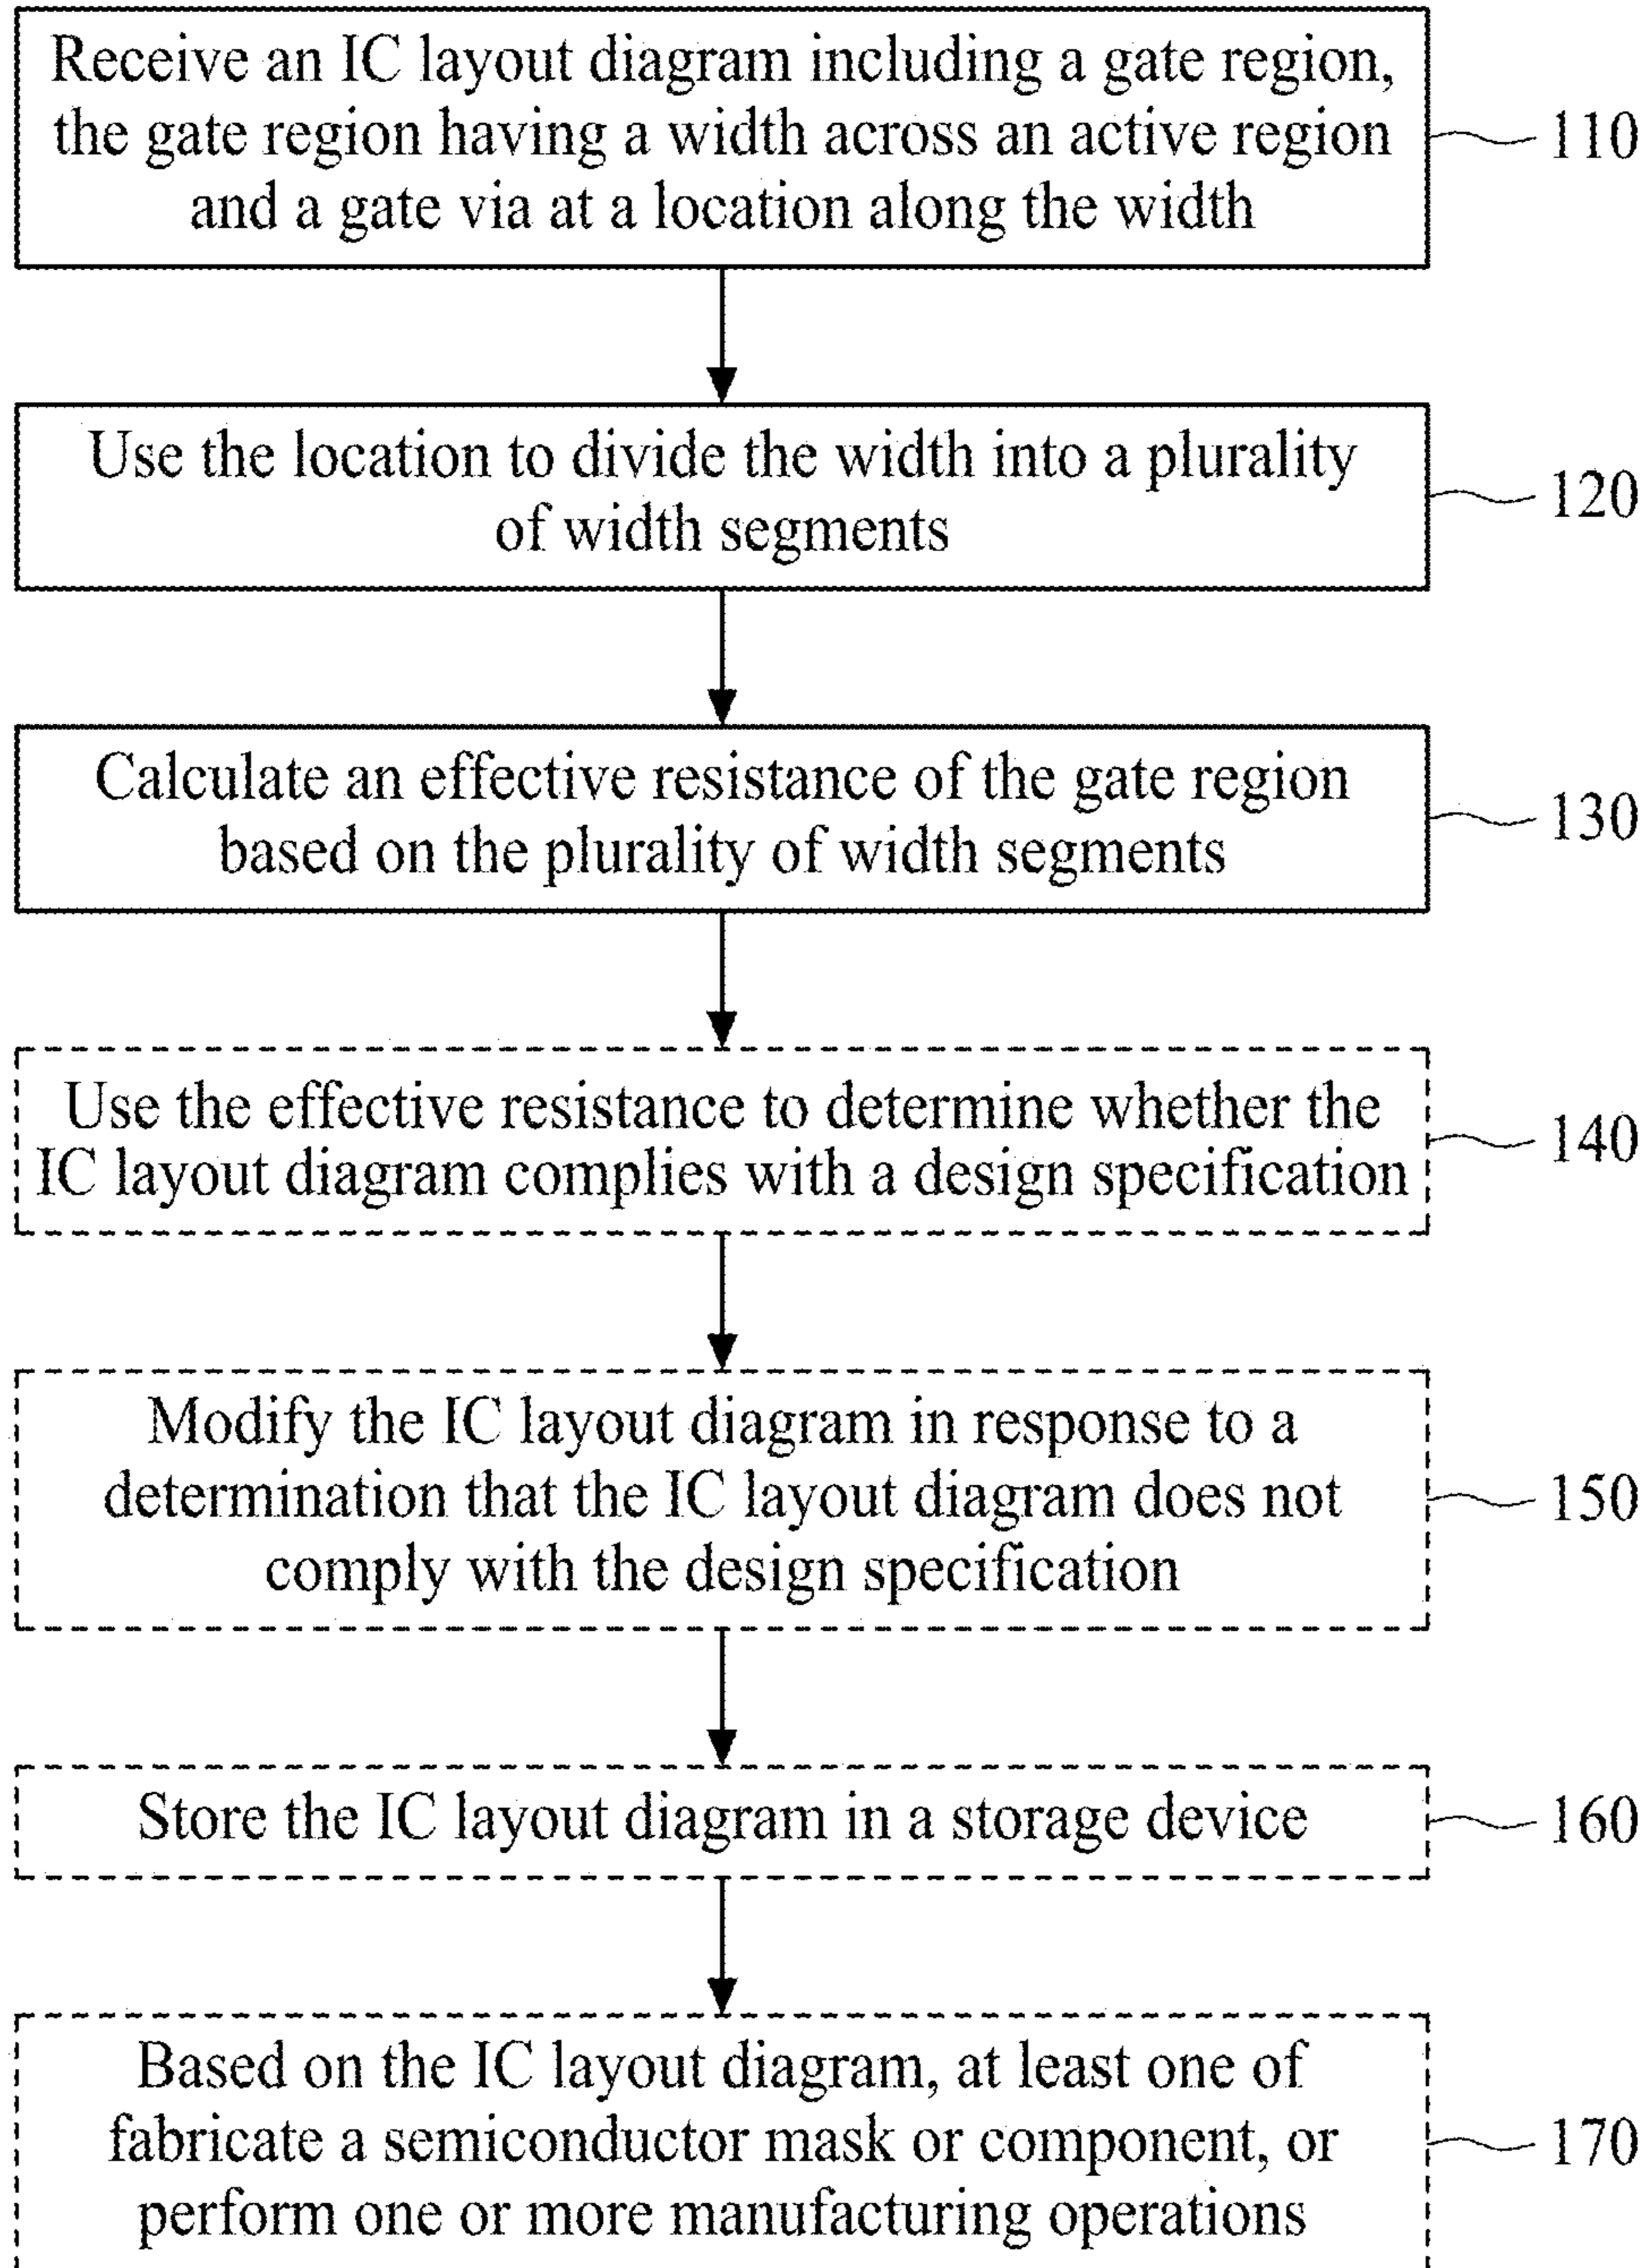 Receive an IC layout diagram including a gate region,
the gate region having a width across an active region
and a gate via at a location along the width
110
Use the location to divide the width into a plurality
of width segments
120
Calculate an effective resistance of the gate region
based on the plurality of width segments
130
Use the effective resistance to determine whether the
IC layout diagram complies with a design specification
140
Modify the IC layout diagram in response to a
determination that the IC layout diagram does not
comply with the design specification
150
Store the IC layout diagram in a storage device
160
Based on the IC layout diagram, at least one of
fabricate a semiconductor mask or component, or
perform one or more manufacturing operations
170